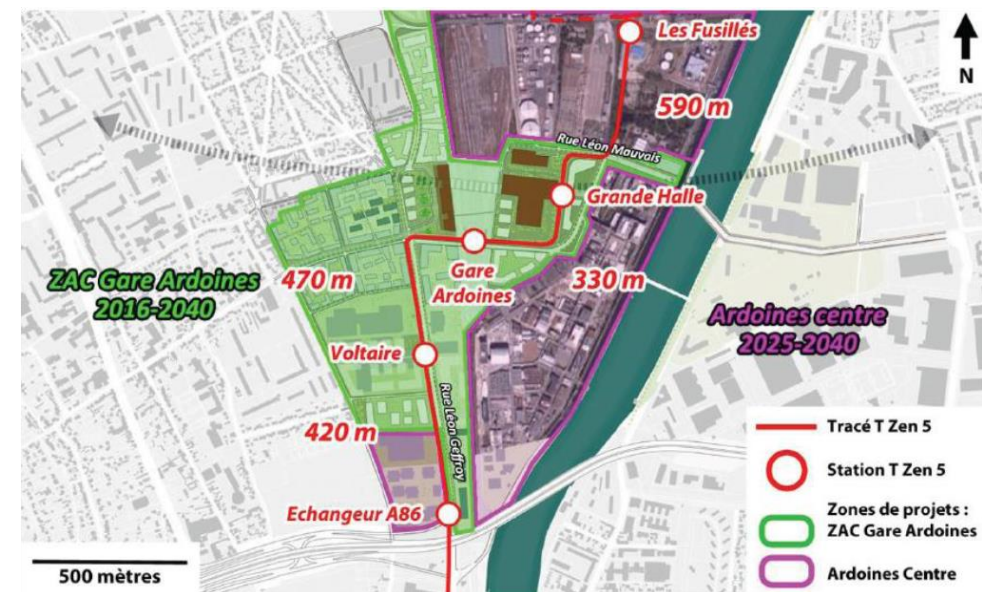 Les Fusillés
N
590 m
Rue Léon Mauvais
Grande Halle
ZAC Gare Ardoines
2016-2040
470 m
Gare
Ardoines
330 m
Ardoines centre
2025-2040
Voltaire
Rue Léon Geffroy
420 m
Echangeur A86
500 mètres
Tracé T Zen 5
Station T Zen 5
Zones de projets :
ZAC Gare Ardoines
Ardoines Centre